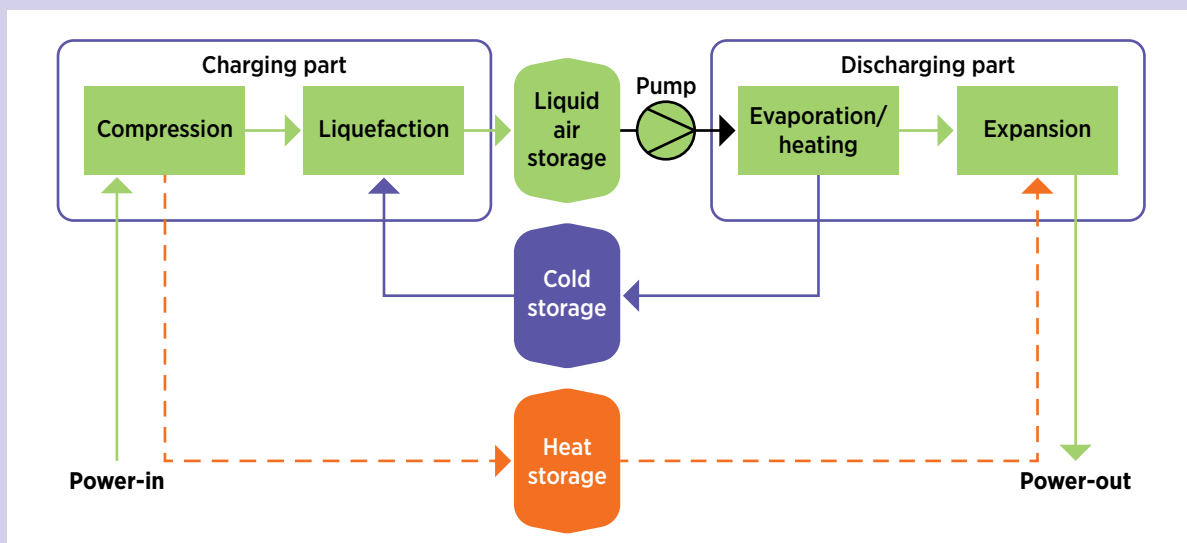 Charging part
Compression
Liquefaction
Liquid
air
storage
Pump
Discharging part
Evaporation/
heating
Expansion
Cold
storage
Heat
storage
Power-in
Power-out